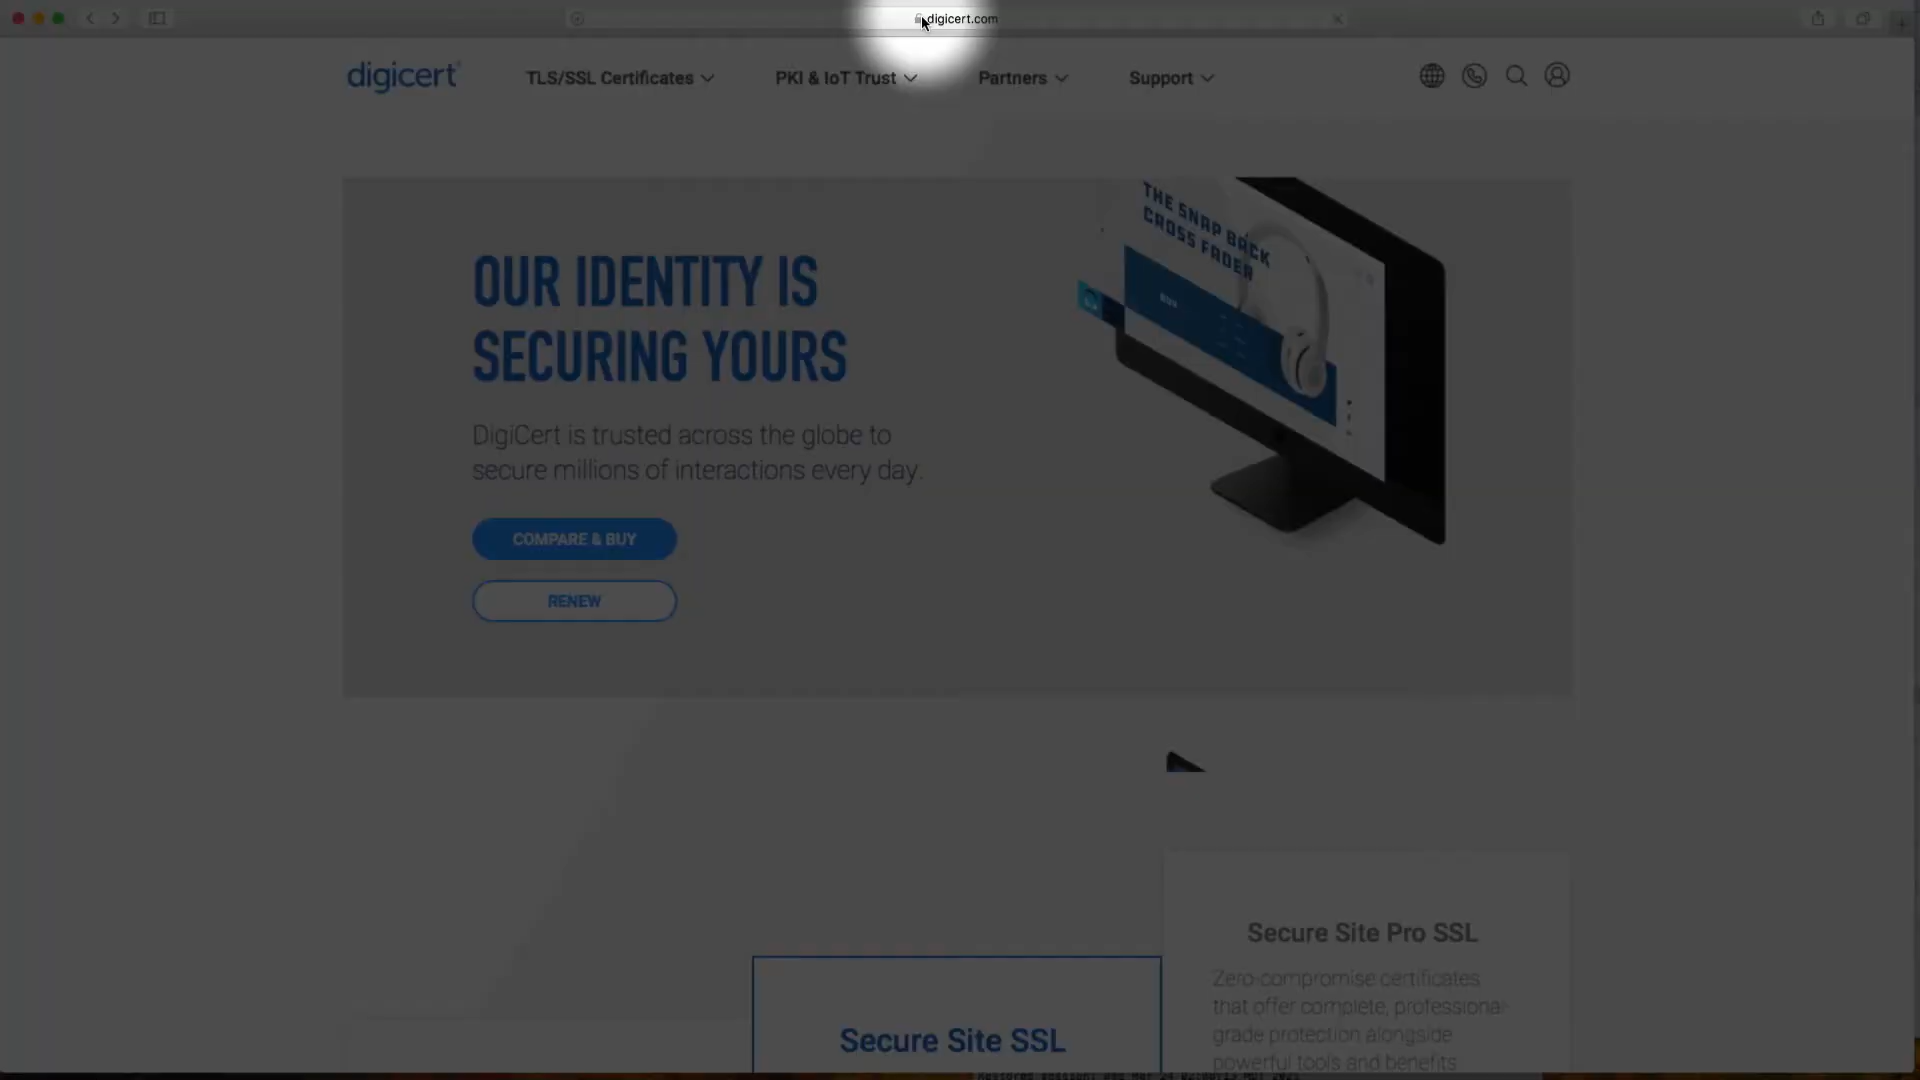 digicert.com
digicert
TLS/SSL Certificates
PKI & IoT Trust
Partners
Support
THE SNAP BACK
CROSS FADER
BUY
OUR IDENTITY IS
SECURING YOURS
DigiCert is trusted across the globe to
secure millions of interactions every day.
COMPARE & BUY
RENEW
Secure Site Pro SSL
Zero-compromise certificates
that offer complete, professional-
grade protection alongside
powerful tools and benefits
Secure Site SSL